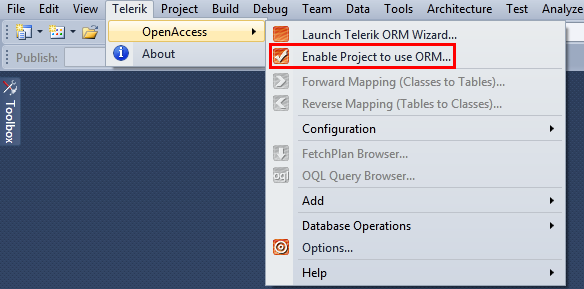 File Edit View Telerik Project Build Debug Team Data Tools Architecture Test Analyze
OpenAccess
About
Publish:
Toolbox
Launch Telerik ORM Wizard...
Enable Project to use ORM...
Forward Mapping (Classes to Tables)...
Reverse Mapping (Tables to Classes)...
Configuration
FetchPlan Browser...
oql OQL Query Browser...
Add
Database Operations
Options...
Help